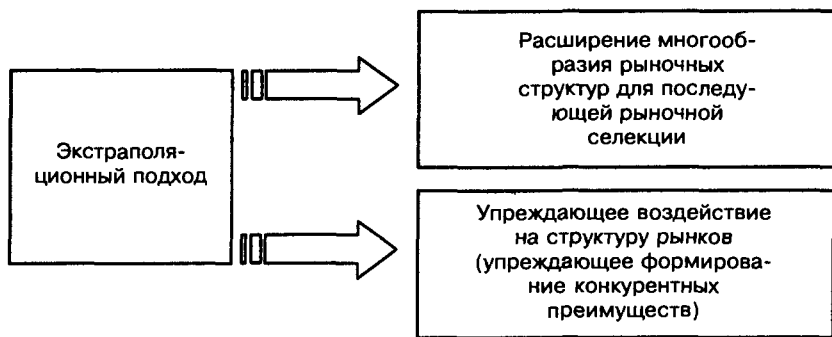 Экстраполя-
ционный подход
Расширение многооб-
разия рыночных
структур для последу-
ющей рыночной
селекции
Упреждающее воздействие
на структуру рынков
(упреждающее формирова-
ние конкурентных
преимуществ)